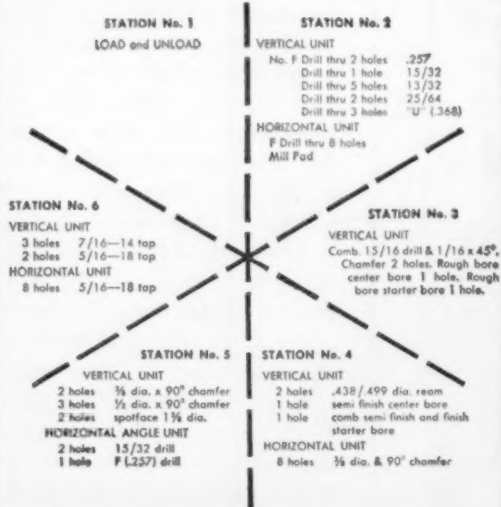 STATION No. 1
LOAD and UNLOAD
STATION No. 2
VERTICAL UNIT
No. F Drill thru 2 holes .257
Drill thru 1 hole 15/32
Drill thru 5 holes 13/32
Drill thru 2 holes 25/64
Drill thru 3 holes "U" (.368)
HORIZONTAL UNIT
F Drill thru 8 holes
Mill Pad
STATION No. 3
VERTICAL UNIT
Comb. 15/16 drill & 1/16 x 45°,
Chamfer 2 holes. Rough bore
center bore 1 hole. Rough
bore starter bore 1 hole.
STATION No. 4
VERTICAL UNIT
2 holes .438/.499 dia. ream
1 hole semi finish center bore
1 hole comb semi finish and finish
starter bore
HORIZONTAL UNIT
8 holes ⅜ dia. & 90° chamfer
STATION No. 5
VERTICAL UNIT
2 holes ⅜ dia. x 90° chamfer
3 holes ½ dia. x 90° chamfer
2 holes spotface 1⅜ dia.
HORIZONTAL ANGLE UNIT
2 holes 15/32 drill
1 hole F (.257) drill
STATION No. 6
VERTICAL UNIT
3 holes 7/16—14 tap
2 holes 5/16—18 tap
HORIZONTAL UNIT
8 holes 5/16—18 tap